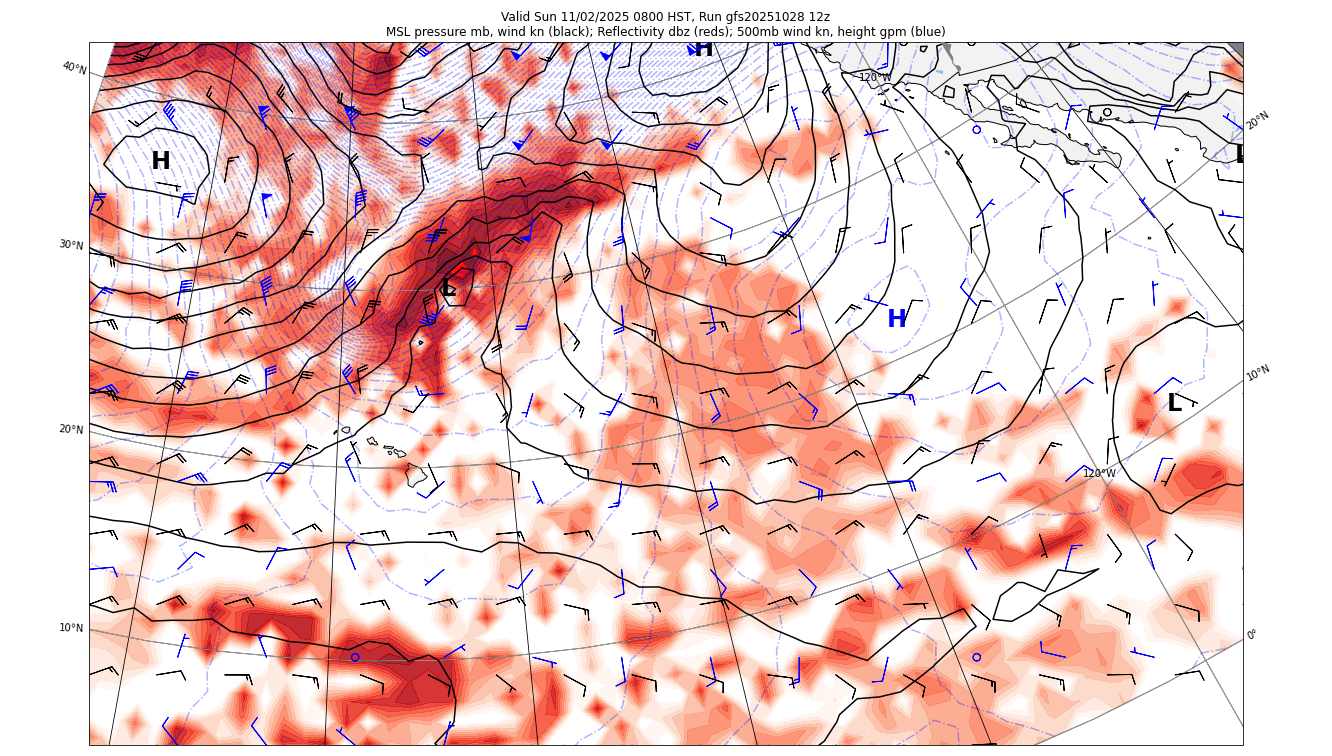 Valid Sun 11/02/2025 0800 HST, Run gfs20251028 12z
MSL pressure mb, wind kn (black); Reflectivity dbz (reds); 500mb wind kn, height gpm (blue)
H
40°N
120°W
20°N
L
H
30°N
L
H
10°N
L
20°N
120°W
10°N
0°